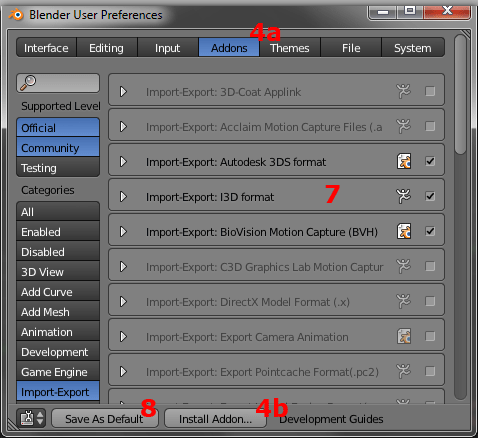 Blender User Preferences
4a
Interface Editing Input Addons Themes File System
Supported Level
Official
Community
Testing
Categories
All
Enabled
Disabled
3D View
Add Curve
Add Mesh
Animation
Development
Game Engine
Import-Export
Import-Export: 3D-Coat Applink
Import-Export: Acclaim Motion Capture Files (.a
Import-Export: Autodesk 3DS format
Import-Export: I3D format 7
Import-Export: BioVision Motion Capture (BVH)
Import-Export: C3D Graphics Lab Motion Captur
Import-Export: DirectX Model Format (.x)
Import-Export: Export Camera Animation
Import-Export: Export Pointcache Format(.pc2)
Save As Default 8 Install Addon... 4b Development Guides